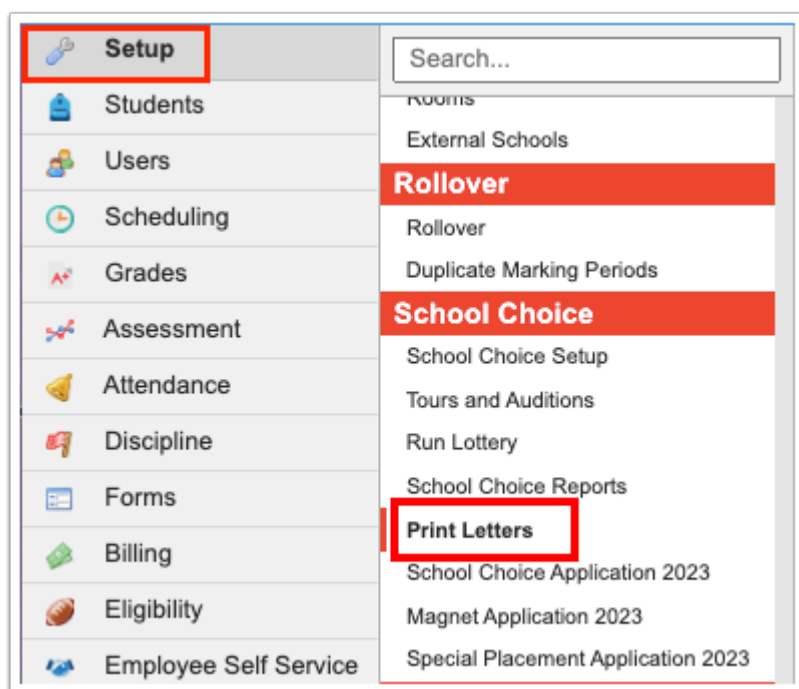 Setup
Students
Users
Scheduling
Grades
Assessment
Attendance
Discipline
Forms
Billing
Eligibility
Employee Self Service
Search...
Rooms
External Schools
Rollover
Rollover
Duplicate Marking Periods
School Choice
School Choice Setup
Tours and Auditions
Run Lottery
School Choice Reports
Print Letters
School Choice Application 2023
Magnet Application 2023
Special Placement Application 2023